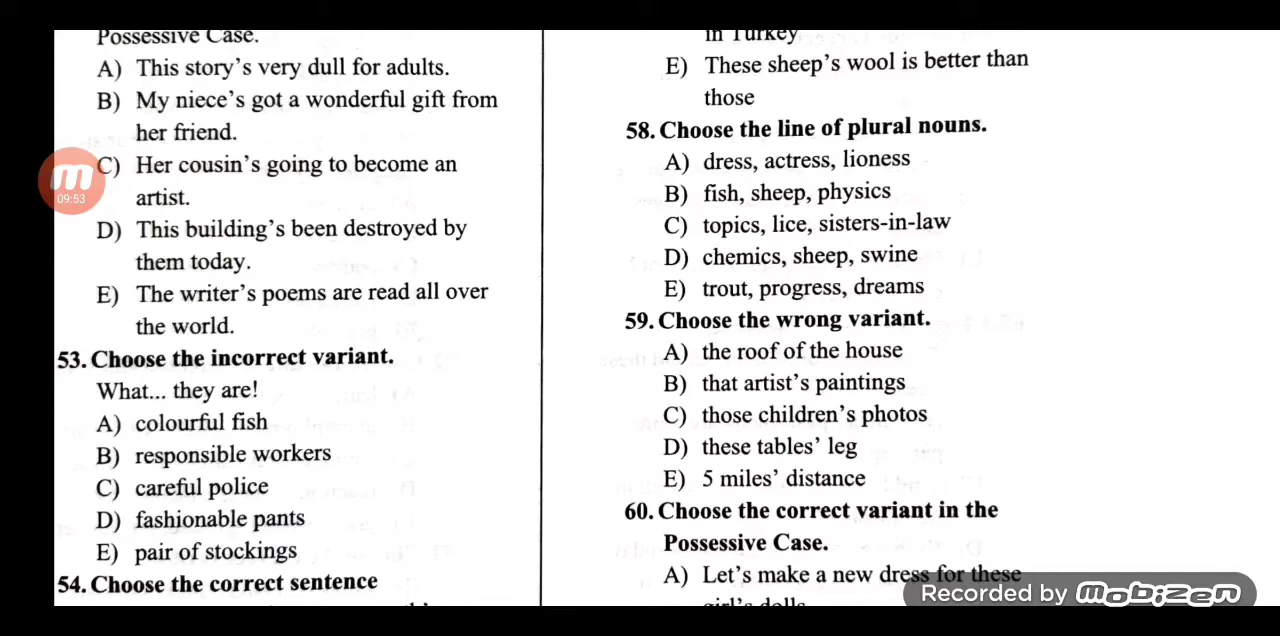 Possessive Case.
A) This story's very dull for adults.
B) My niece's got a wonderful gift from
her friend.
C) Her cousin's going to become an
artist.
D) This building's been destroyed by
them today.
E) The writer's poems are read all over
the world.
53. Choose the incorrect variant.
What... they are!
A) colourful fish
B) responsible workers
C) careful police
D) fashionable pants
E) pair of stockings
54. Choose the correct sentence
in Turkey
E) These sheep's wool is better than
those
58. Choose the line of plural nouns.
A) dress, actress, lioness
B) fish, sheep, physics
C) topics, lice, sisters-in-law
D) chemics, sheep, swine
E) trout, progress, dreams
59. Choose the wrong variant.
A) the roof of the house
B) that artist's paintings
C) those children's photos
D) these tables' leg
E) 5 miles' distance
60. Choose the correct variant in the
Possessive Case.
A) Let's make a new dress for these
girl's dolls
09:53
Recorded by mobizen